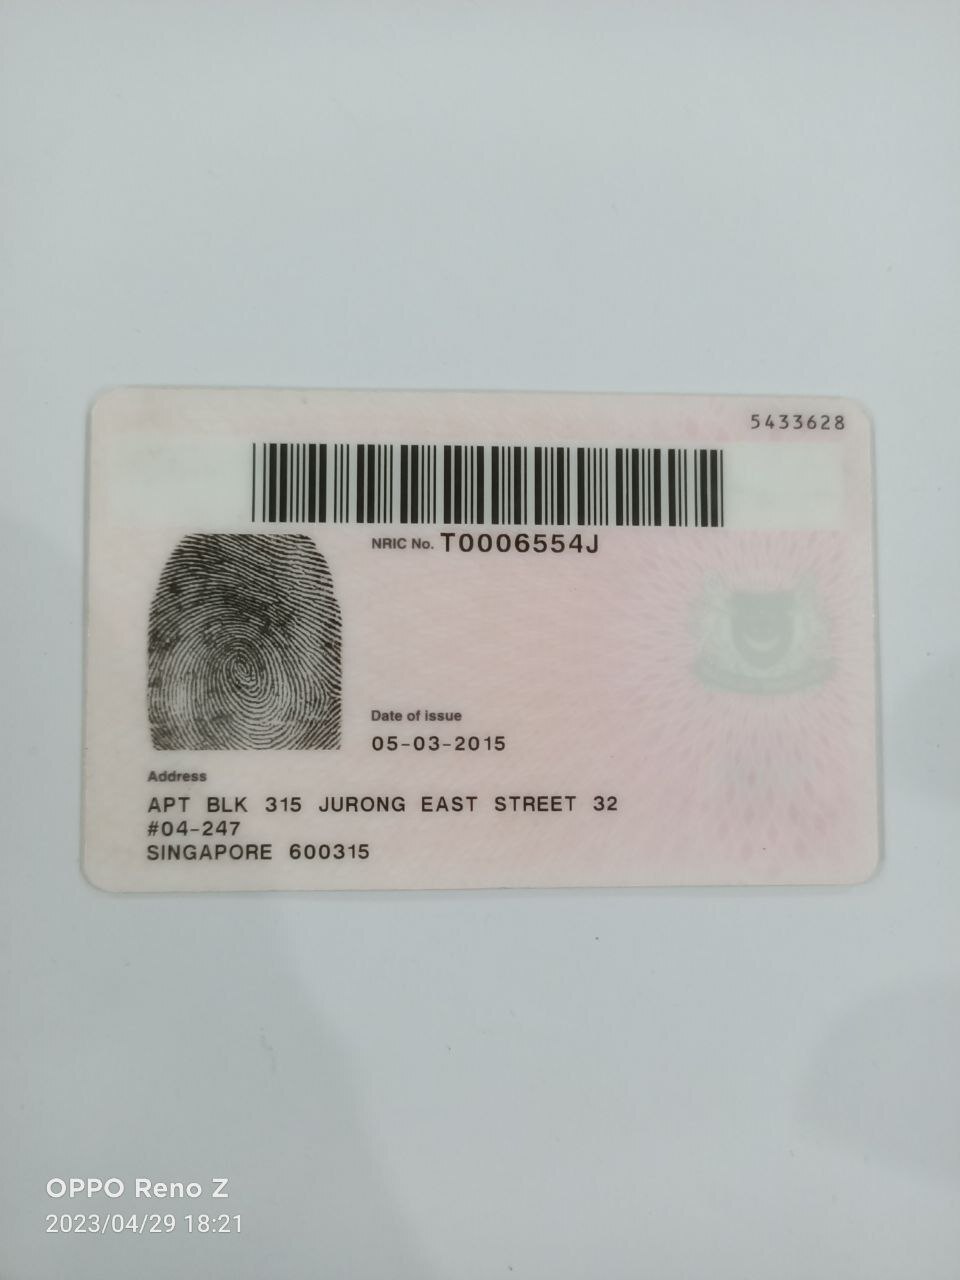 5433628
NRIC No. T0006554J
Date of issue
05-03-2015
Address
APT BLK 315 JURONG EAST STREET 32
#04-247
SINGAPORE 600315
OPPO Reno Z
2023/04/29 18:21